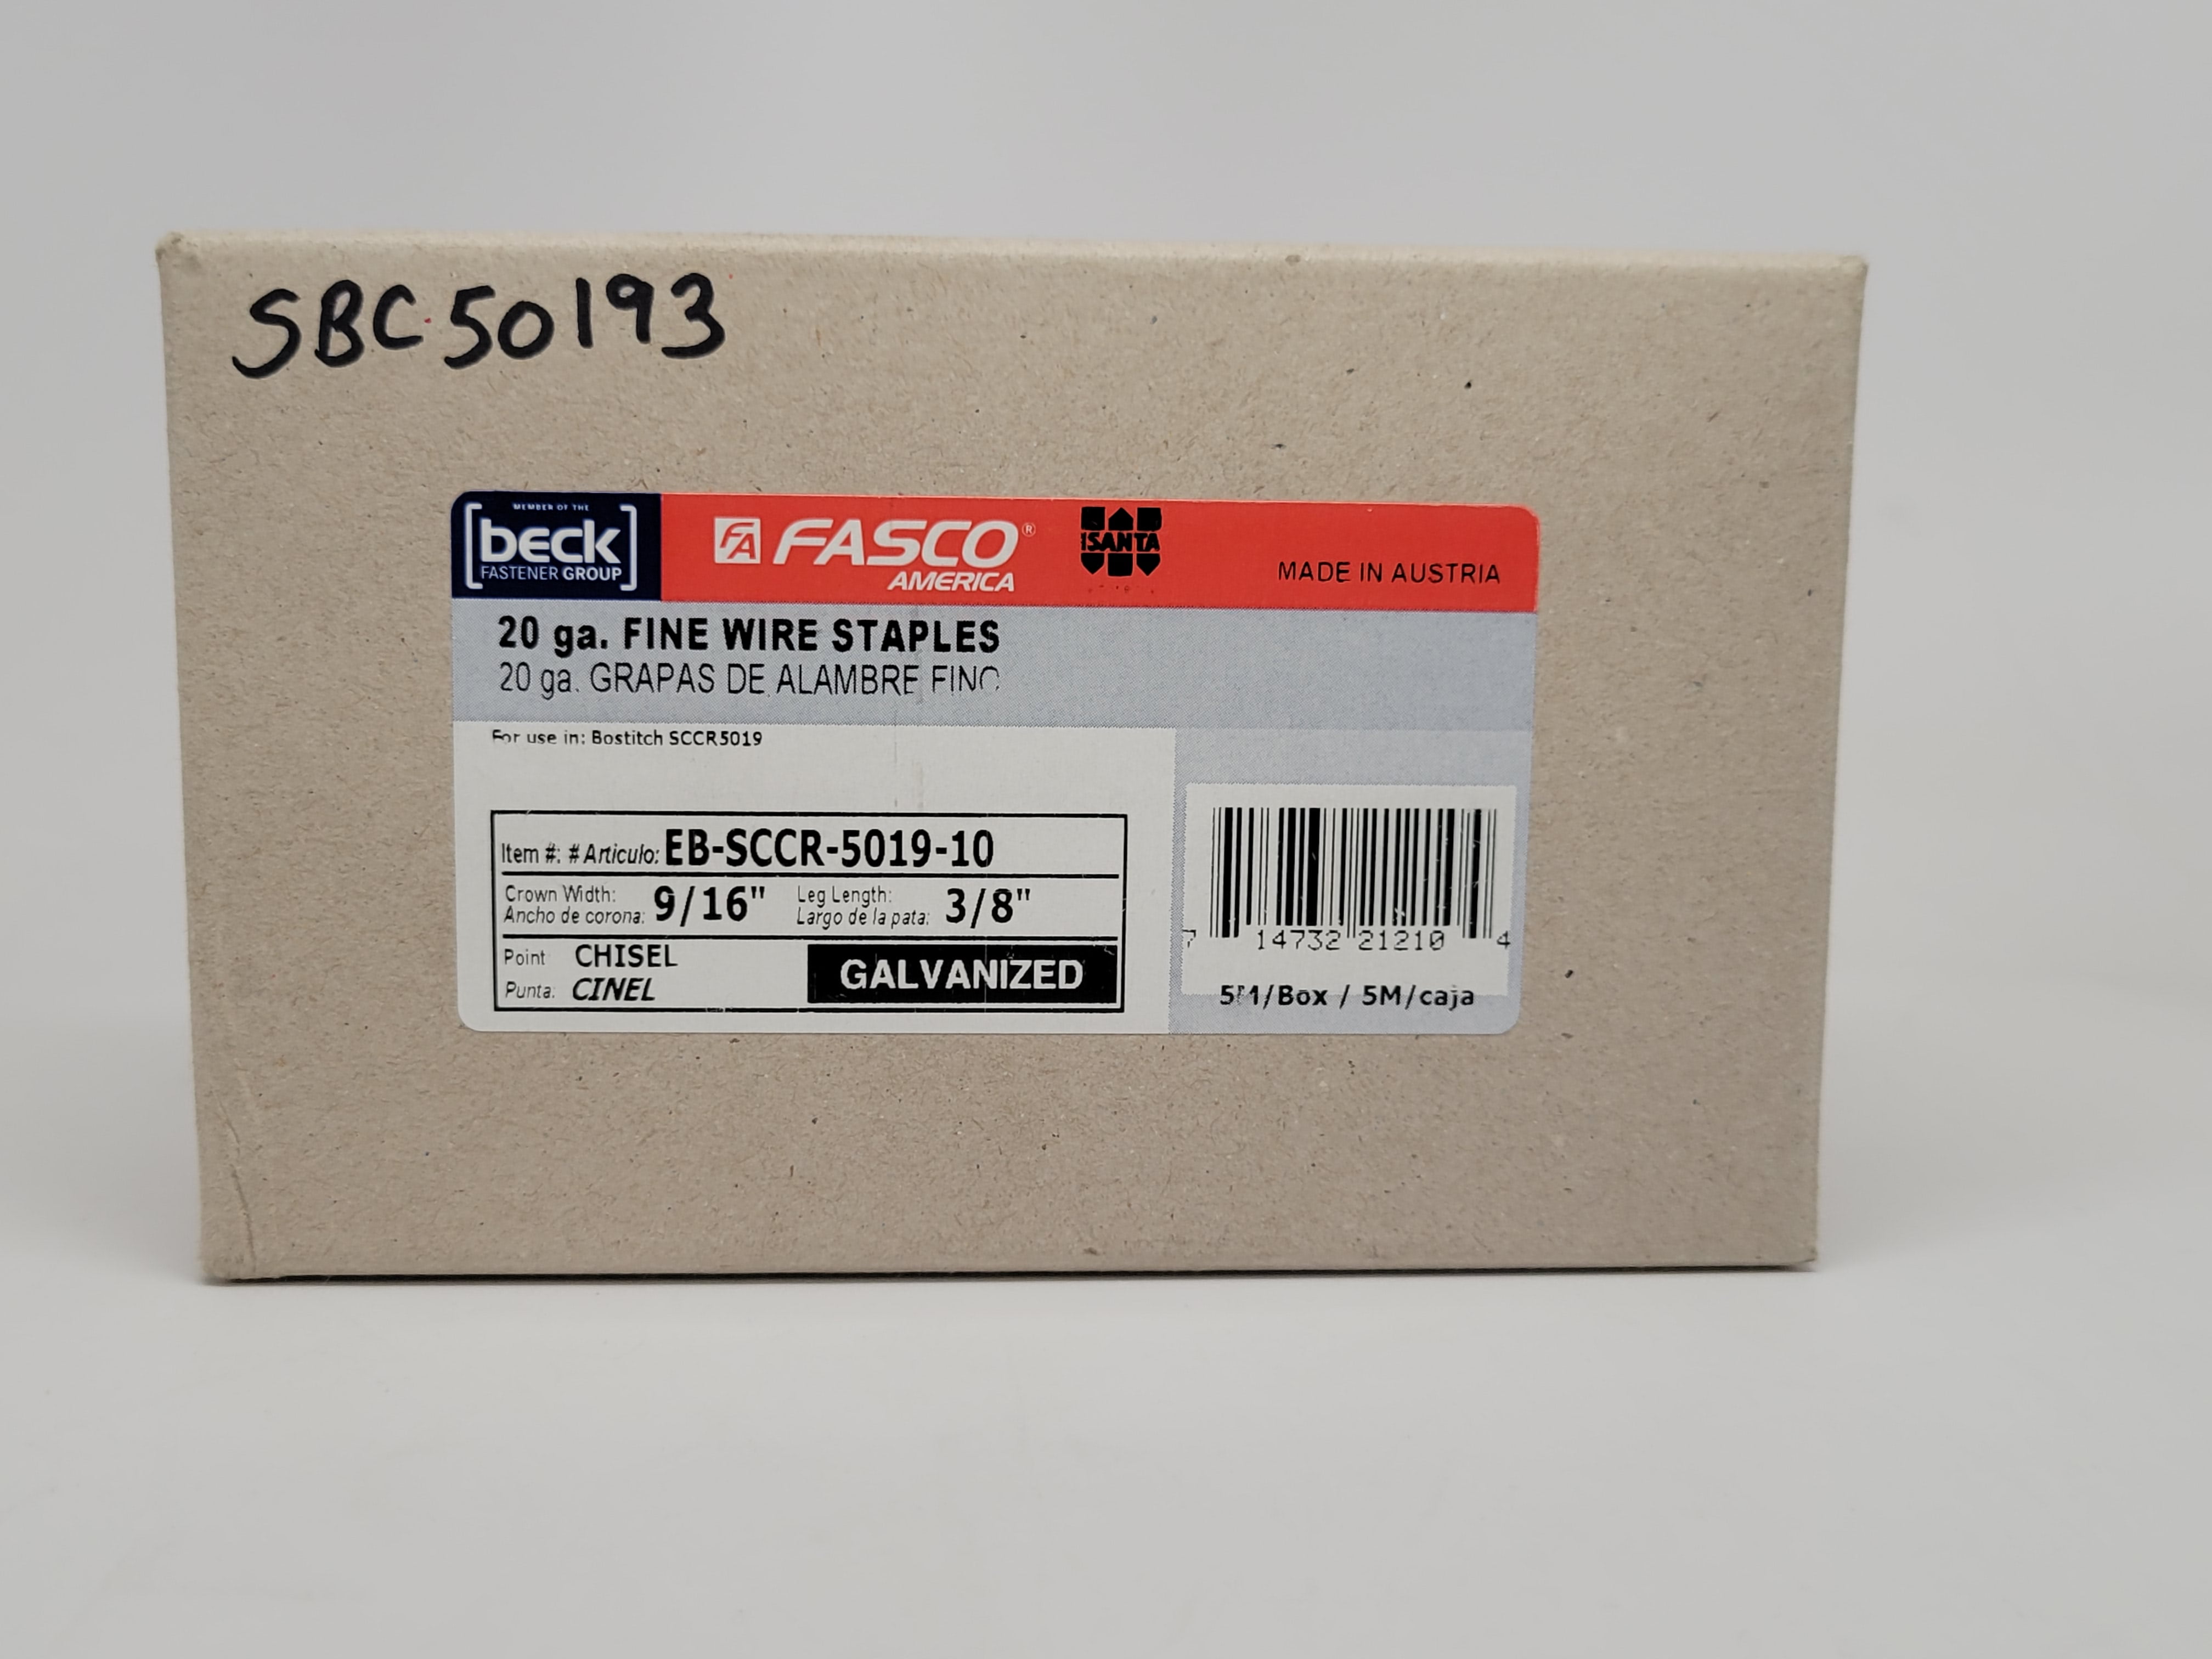 SBC50193
MEMBER OF THE
beck
FASTENER GROUP
FA FASCO®
AMERICA
SANTA
MADE IN AUSTRIA
20 ga. FINE WIRE STAPLES
20 ga. GRAPAS DE ALAMBRE FINO
For use in: Bostitch SCCR5019
Item #: # Articulo: EB-SCCR-5019-10
Crown Width: 9/16" Leg Length: 3/8"
Ancho de corona: Largo de la pata:
Point CHISEL
Punta: CINEL
GALVANIZED
7 14732 21210 4
5M/Box / 5M/caja